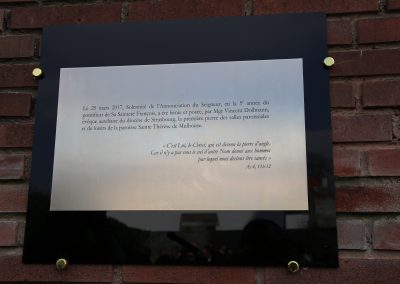 Le 25 mars 2017, Solennité de l'Annonciation du Seigneur, en la 5e année du
pontificat de Sa Sainteté François, a été bénie et posée, par Mgr Vincent Dollmann,
évêque auxiliaire du diocèse de Strasbourg, la première pierre des salles paroissiales
et de loisirs de la paroisse Sainte Thérèse de Mulhouse.
« C'est Lui, le Christ, qui est devenu la pierre d'angle.
Car il n'y a pas sous le ciel d'autre Nom donné aux hommes
par lequel nous devions être sauvés »
Ac 4, 11b-12